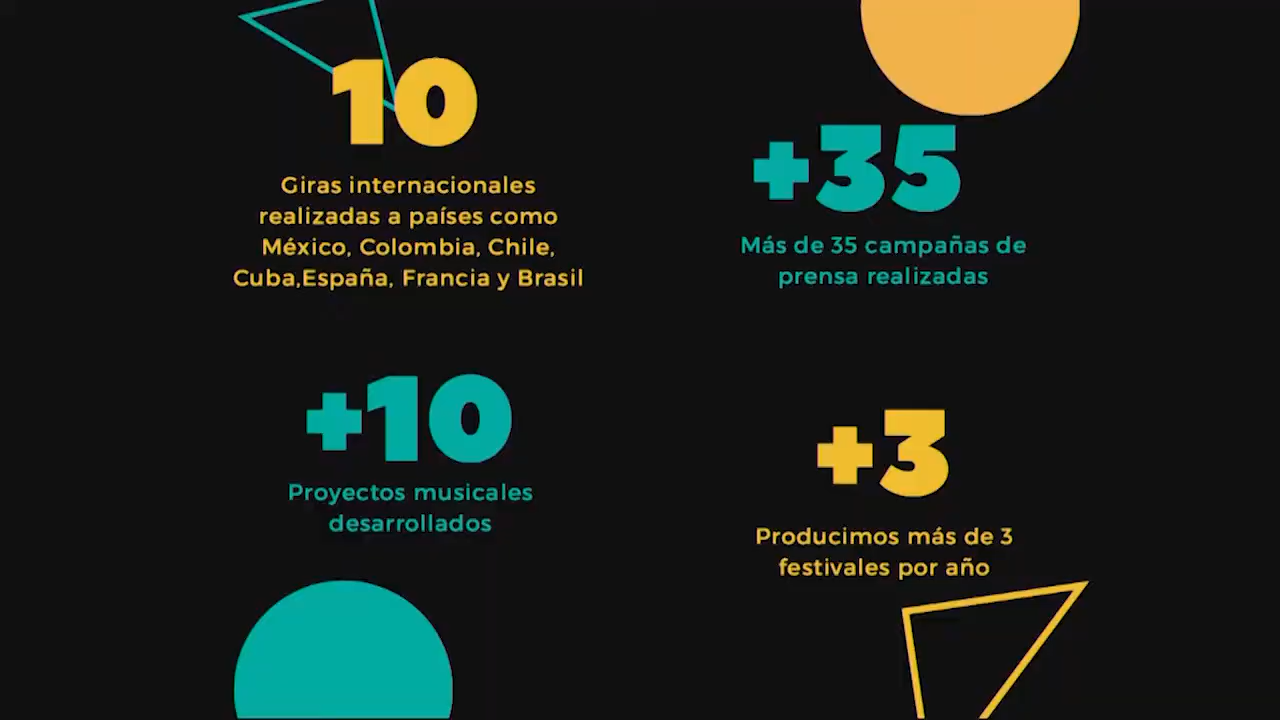 10
Giras internacionales
realizadas a países como
México, Colombia, Chile,
Cuba,España, Francia y Brasil
+35
Más de 35 campañas de
prensa realizadas
+10
Proyectos musicales
desarrollados
+3
Producimos más de 3
festivales por año